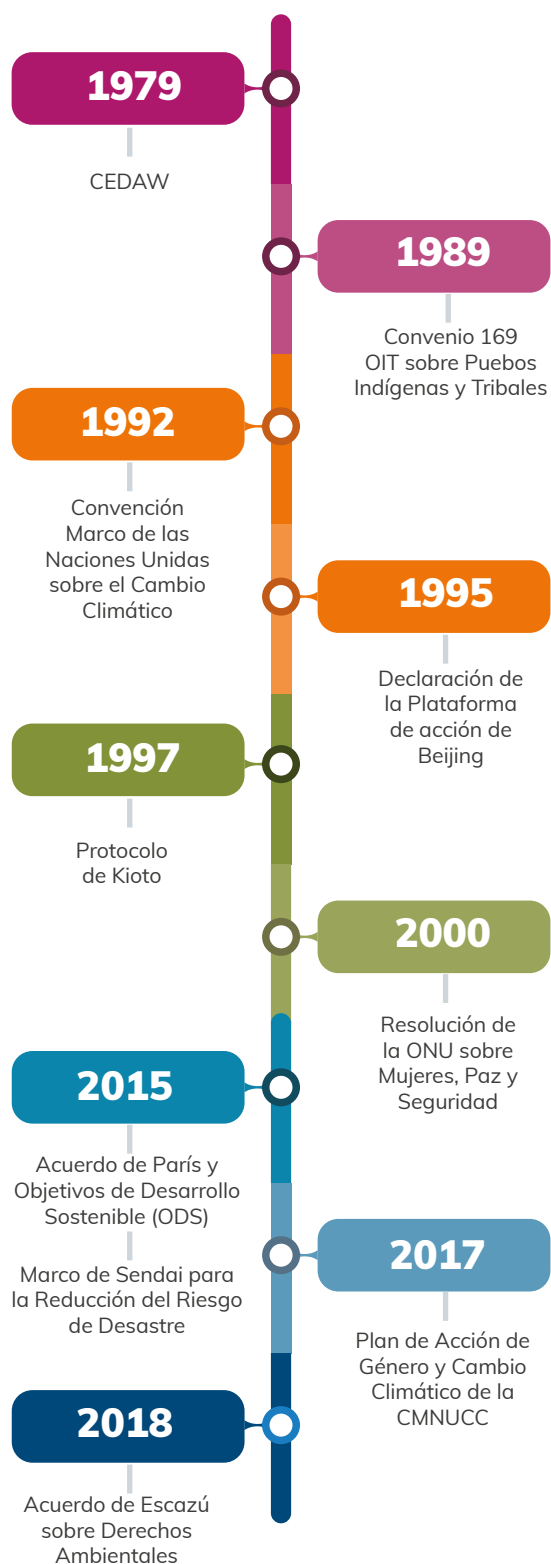 1979
CEDAW
1989
Convenio 169
OIT sobre Puebos
Indígenas y Tribales
1992
Convención
Marco de las
Naciones Unidas
sobre el Cambio
Climático
1995
Declaración de
la Plataforma
de acción de
Beijing
1997
Protocolo
de Kioto
2000
Resolución de
la ONU sobre
Mujeres, Paz y
Seguridad
2015
Acuerdo de París y
Objetivos de Desarrollo
Sostenible (ODS)
Marco de Sendai para
la Reducción del Riesgo
de Desastre
2017
Plan de Acción de
Género y Cambio
Climático de la
CMNUCC
2018
Acuerdo de Escazú
sobre Derechos
Ambientales